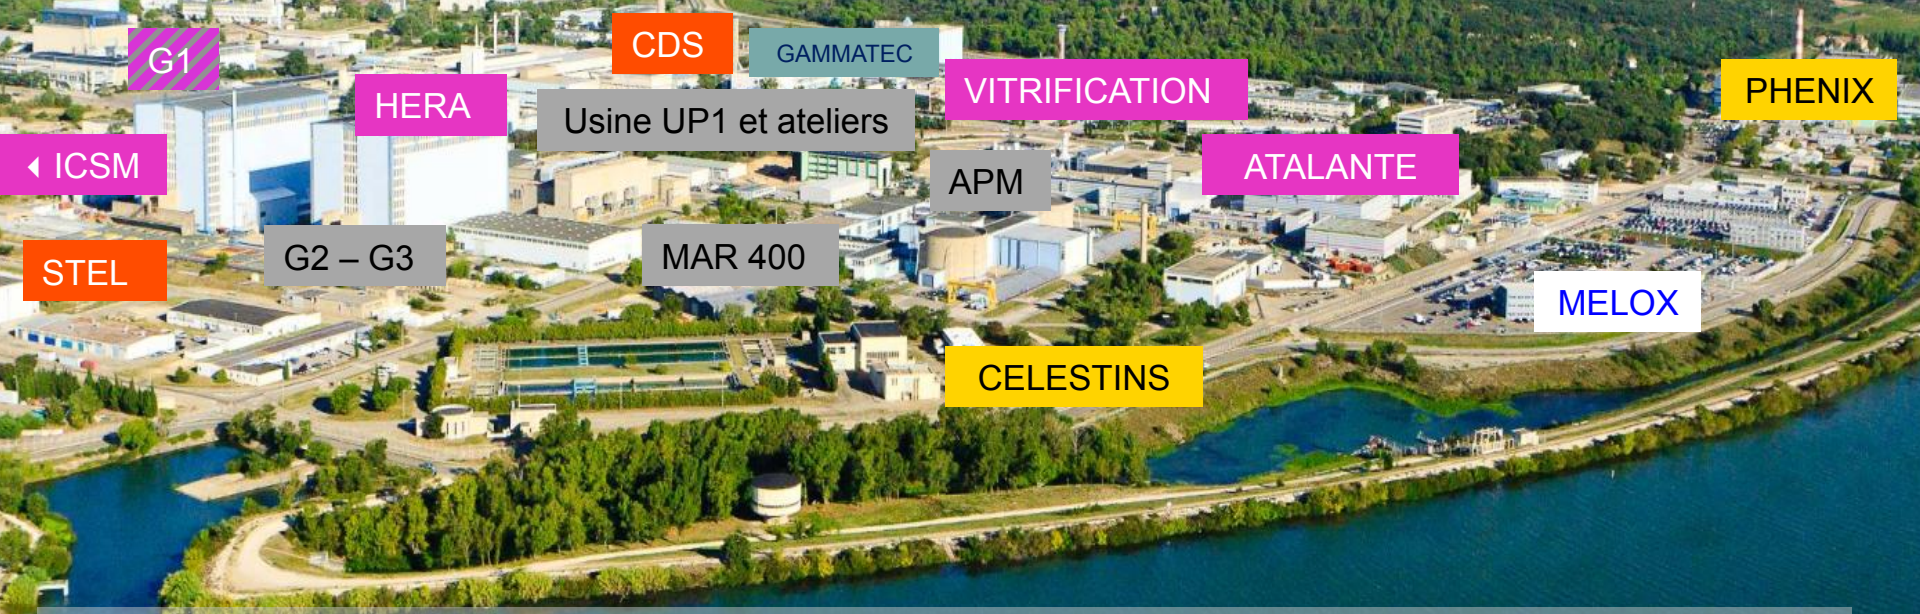 G1
CDS
GAMMATEC
HERA
Usine UP1 et ateliers
VITRIFICATION
PHENIX
ICSM
APM
ATALANTE
STEL
G2 – G3
MAR 400
MELOX
CELESTINS